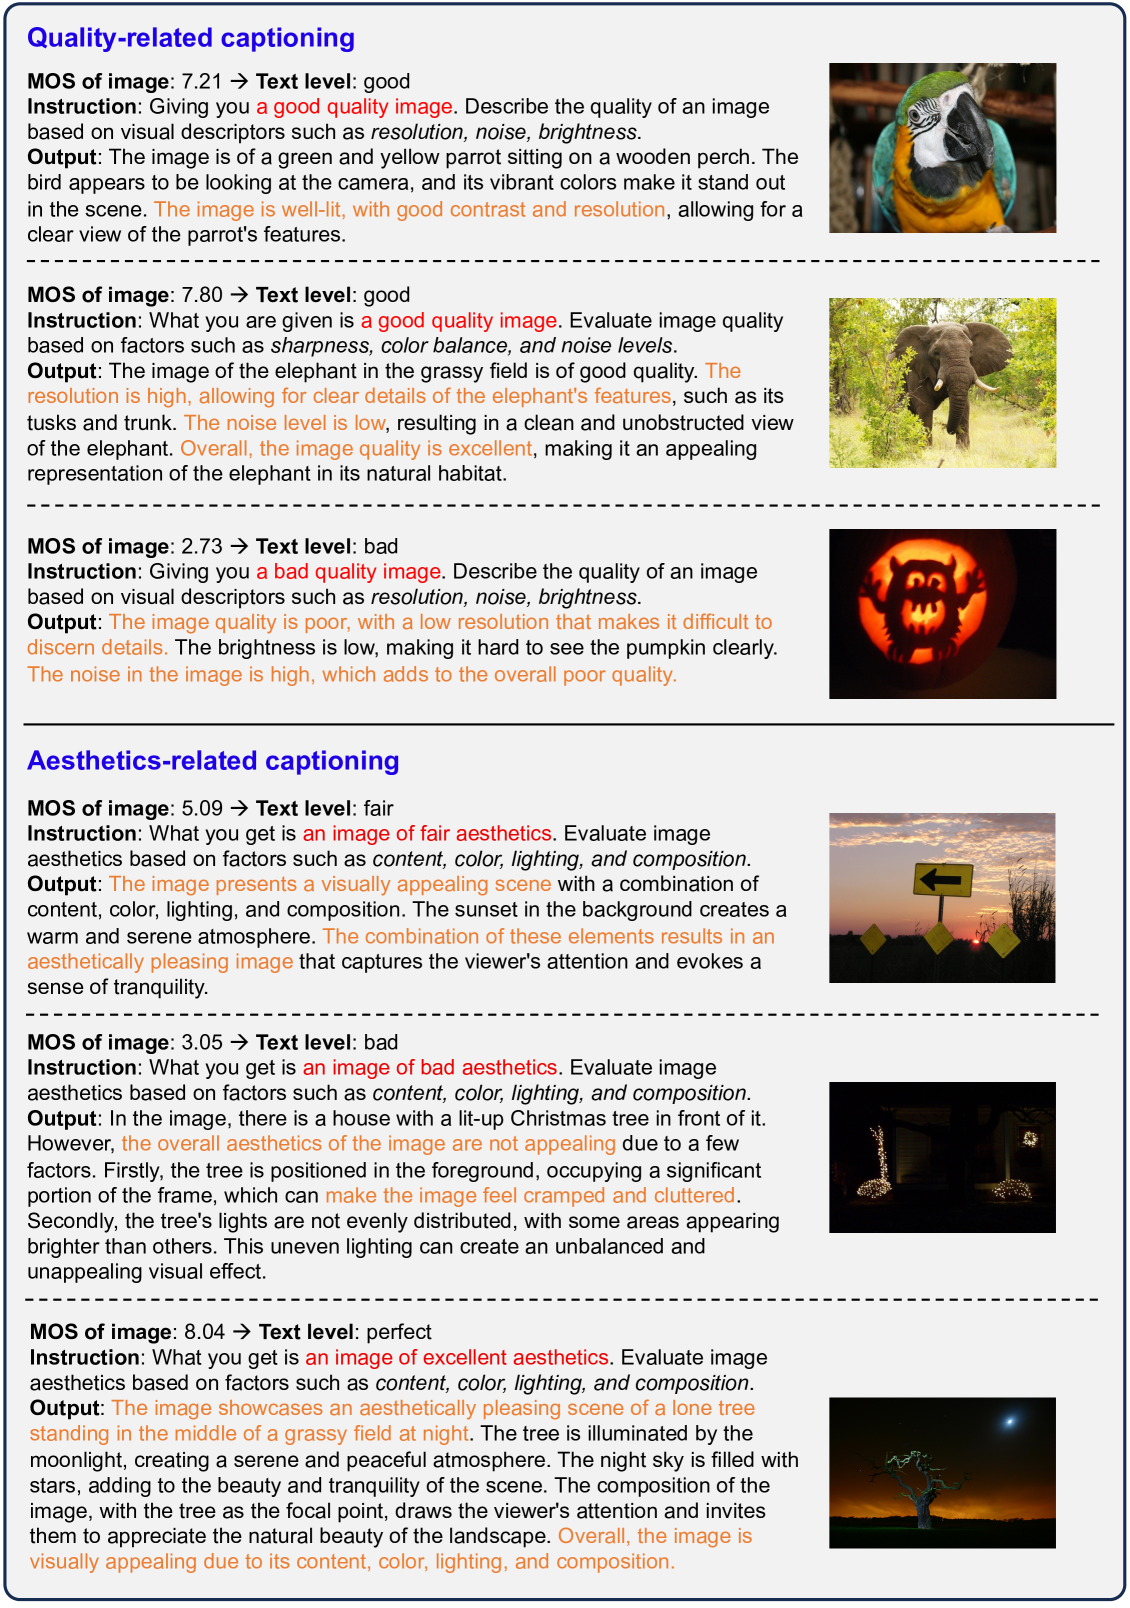 Quality-related captioning
MOS of image: 7.21 → Text level: good
Instruction: Giving you a good quality image. Describe the quality of an image
based on visual descriptors such as resolution, noise, brightness.
Output: The image is of a green and yellow parrot sitting on a wooden perch. The
bird appears to be looking at the camera, and its vibrant colors make it stand out
in the scene. The image is well-lit, with good contrast and resolution, allowing for a
clear view of the parrot's features.
MOS of image: 7.80 → Text level: good
Instruction: What you are given is a good quality image. Evaluate image quality
based on factors such as sharpness, color balance, and noise levels.
Output: The image of the elephant in the grassy field is of good quality. The
resolution is high, allowing for clear details of the elephant's features, such as its
tusks and trunk. The noise level is low, resulting in a clean and unobstructed view
of the elephant. Overall, the image quality is excellent, making it an appealing
representation of the elephant in its natural habitat.
MOS of image: 2.73 → Text level: bad
Instruction: Giving you a bad quality image. Describe the quality of an image
based on visual descriptors such as resolution, noise, brightness.
Output: The image quality is poor, with a low resolution that makes it difficult to
discern details. The brightness is low, making it hard to see the pumpkin clearly.
The noise in the image is high, which adds to the overall poor quality.
Aesthetics-related captioning
MOS of image: 5.09 → Text level: fair
Instruction: What you get is an image of fair aesthetics. Evaluate image
aesthetics based on factors such as content, color, lighting, and composition.
Output: The image presents a visually appealing scene with a combination of
content, color, lighting, and composition. The sunset in the background creates a
warm and serene atmosphere. The combination of these elements results in an
aesthetically pleasing image that captures the viewer's attention and evokes a
sense of tranquility.
MOS of image: 3.05 → Text level: bad
Instruction: What you get is an image of bad aesthetics. Evaluate image
aesthetics based on factors such as content, color, lighting, and composition.
Output: In the image, there is a house with a lit-up Christmas tree in front of it.
However, the overall aesthetics of the image are not appealing due to a few
factors. Firstly, the tree is positioned in the foreground, occupying a significant
portion of the frame, which can make the image feel cramped and cluttered.
Secondly, the tree's lights are not evenly distributed, with some areas appearing
brighter than others. This uneven lighting can create an unbalanced and
unappealing visual effect.
MOS of image: 8.04 → Text level: perfect
Instruction: What you get is an image of excellent aesthetics. Evaluate image
aesthetics based on factors such as content, color, lighting, and composition.
Output: The image showcases an aesthetically pleasing scene of a lone tree
standing in the middle of a grassy field at night. The tree is illuminated by the
moonlight, creating a serene and peaceful atmosphere. The night sky is filled with
stars, adding to the beauty and tranquility of the scene. The composition of the
image, with the tree as the focal point, draws the viewer's attention and invites
them to appreciate the natural beauty of the landscape. Overall, the image is
visually appealing due to its content, color, lighting, and composition.